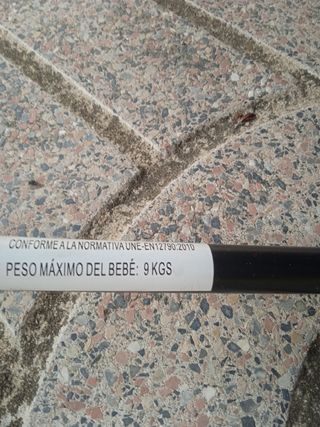 CONFORME A LA NORMATIVA UNE-EN12790:2010
PESO MÁXIMO DEL BEBÉ: 9 KGS